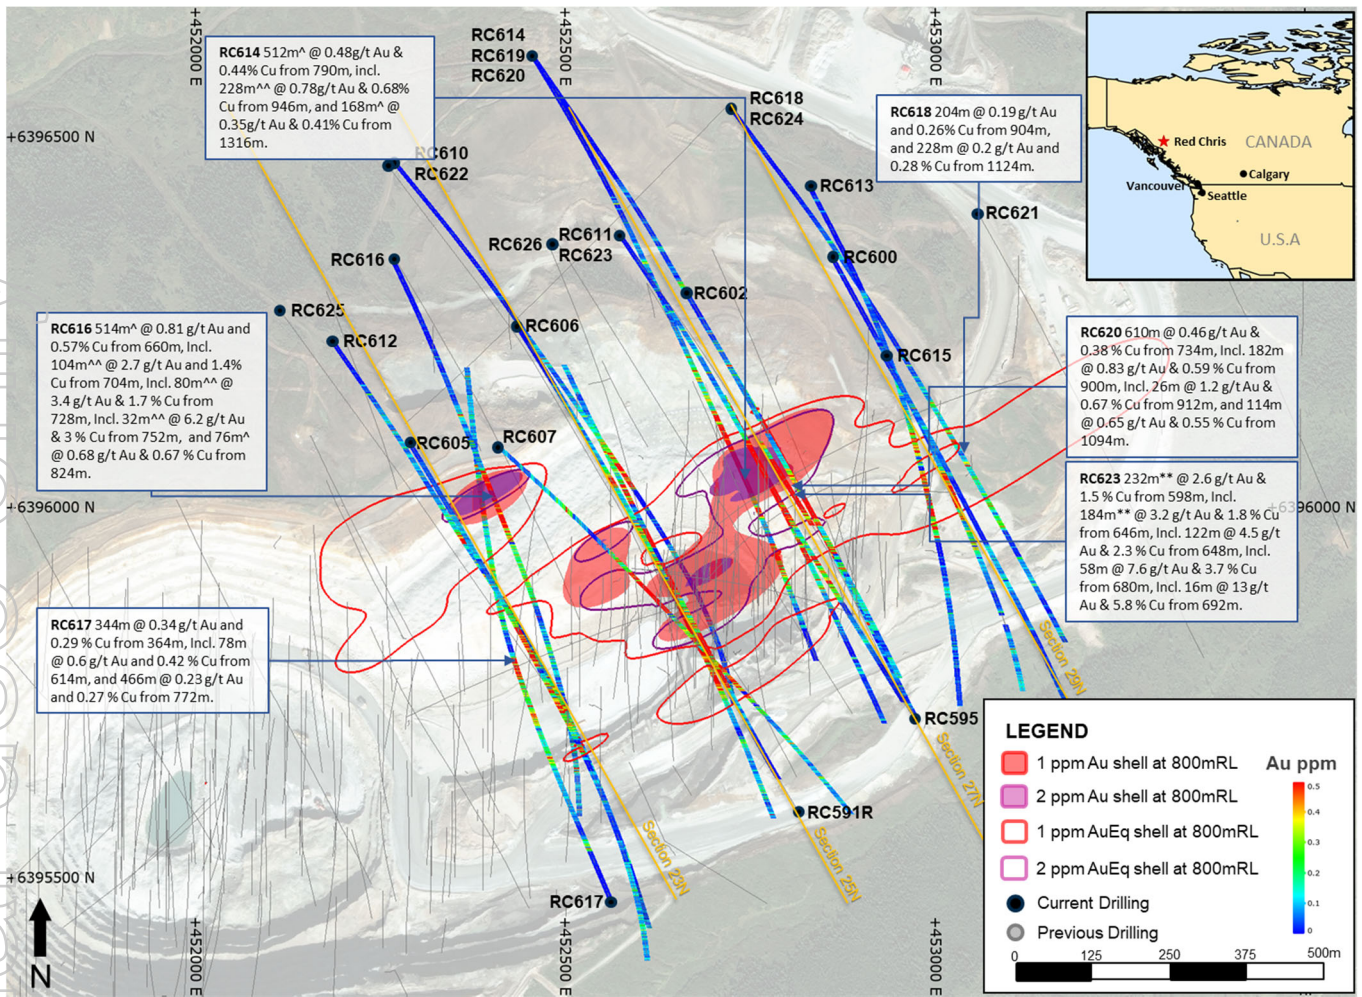 +452000 E
+452500 E
+453000 E
RC614 512m^ @ 0.48g/t Au &
0.44% Cu from 790m, incl.
228m^^ @ 0.78g/t Au & 0.68%
Cu from 946m, and 168m^ @
0.35g/t Au & 0.41% Cu from
1316m.
RC614
RC619
RC620
RC618
RC624
RC618 204m @ 0.19 g/t Au
and 0.26% Cu from 904m,
and 228m @ 0.2 g/t Au and
0.28 % Cu from 1124m.
CANADA
Red Chris
Calgary
Vancouver
Seattle
U.S.A
+6396500 N
RC610
RC622
RC613
RC621
RC626
RC611
RC623
RC616
RC600
RC602
RC625
RC612
RC606
RC615
RC616 514m^ @ 0.81 g/t Au and
0.57% Cu from 660m, Incl.
104m^^ @ 2.7 g/t Au and 1.4%
Cu from 704m, Incl. 80m^^ @
3.4 g/t Au & 1.7 % Cu from
728m, Incl. 32m^^ @ 6.2 g/t Au
& 3 % Cu from 752m, and 76m^
@ 0.68 g/t Au & 0.67 % Cu from
824m.
RC620 610m @ 0.46 g/t Au &
0.38 % Cu from 734m, Incl. 182m
@ 0.83 g/t Au & 0.59 % Cu from
900m, Incl. 26m @ 1.2 g/t Au &
0.67 % Cu from 912m, and 114m
@ 0.65 g/t Au & 0.55 % Cu from
1094m.
RC605
RC607
RC623 232m** @ 2.6 g/t Au &
1.5 % Cu from 598m, Incl.
184m** @ 3.2 g/t Au & 1.8 % Cu
from 646m, Incl. 122m @ 4.5 g/t
Au & 2.3 % Cu from 648m, Incl.
58m @ 7.6 g/t Au & 3.7 % Cu
from 680m, Incl. 16m @ 13 g/t
Au & 5.8 % Cu from 692m.
+6396000 N
+6396000 N
RC617 344m @ 0.34 g/t Au and
0.29 % Cu from 364m, Incl. 78m
@ 0.6 g/t Au and 0.42 % Cu from
614m, and 466m @ 0.23 g/t Au
and 0.27 % Cu from 772m.
Section 29N
RC595
Section 27N
RC591R
Section 25N
Section 23N
RC617
+6395500 N
LEGEND
1 ppm Au shell at 800mRL
2 ppm Au shell at 800mRL
1 ppm AuEq shell at 800mRL
2 ppm AuEq shell at 800mRL
Current Drilling
Previous Drilling
Au ppm
0.5
0.4
0.3
0.2
0.1
0
0 125 250 375 500m
N
+452000 E
+452500 E
+453000 E